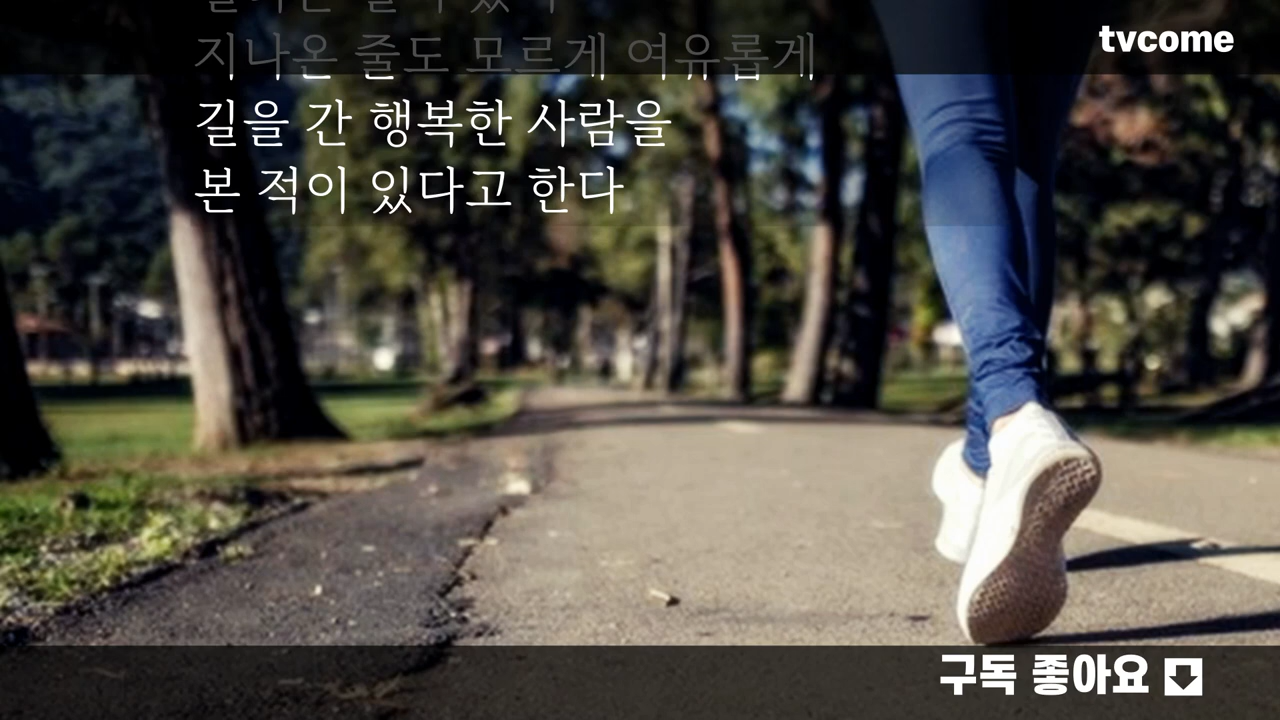 tvcome
지나온 줄도 모르게 여유롭게
길을 간 행복한 사람을
본 적이 있다고 한다
구독 좋아요